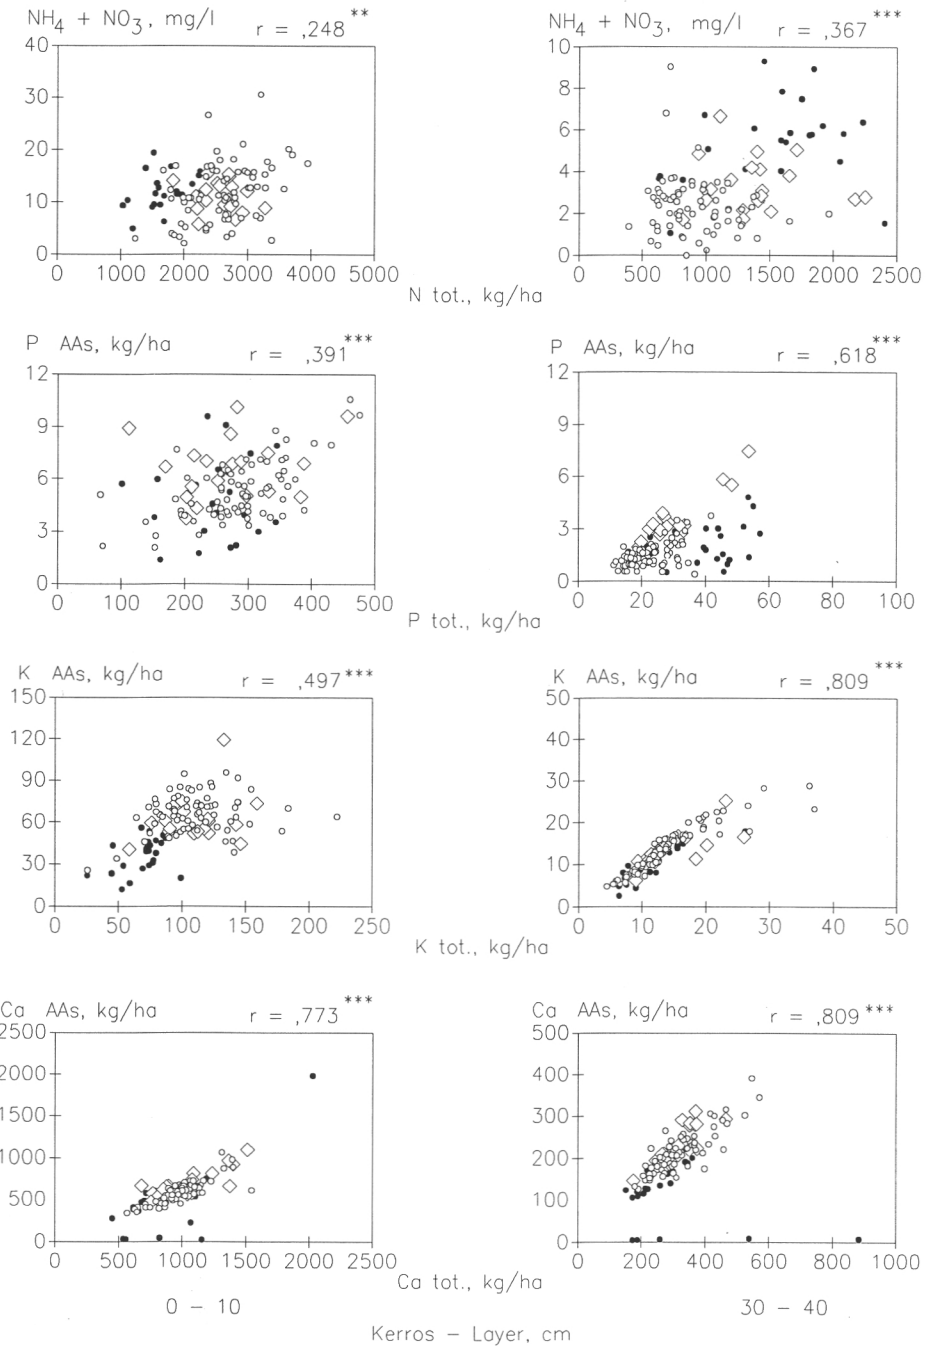 NH4 + NO3, mg/l r = ,248 **
40
30
20
10
0
0 1000 2000 3000 4000 5000
NH4 + NO3, mg/l r = ,367 ***
10
8
6
4
2
0
500 1000 1500 2000 2500
N tot., kg/ha
P AAs, kg/ha r = ,391 ***
12
9
6
3
0
0 100 200 300 400 500
P AAs, kg/ha r = ,618 ***
12
9
6
3
0
0 20 40 60 80 100
P tot., kg/ha
K AAs, kg/ha r = ,497 ***
150
120
90
60
30
0
0 50 100 150 200 250
K AAs, kg/ha r = ,809 ***
50
40
30
20
10
0
0 10 20 30 40 50
K tot., kg/ha
Ca AAs, kg/ha r = ,773 ***
2500
2000
1500
1000
500
0
0 500 1000 1500 2000 2500
Ca AAs, kg/ha r = ,809 ***
500
400
300
200
100
0
0 200 400 600 800 1000
Ca tot., kg/ha
0 – 10 30 – 40
Kerros – Layer, cm